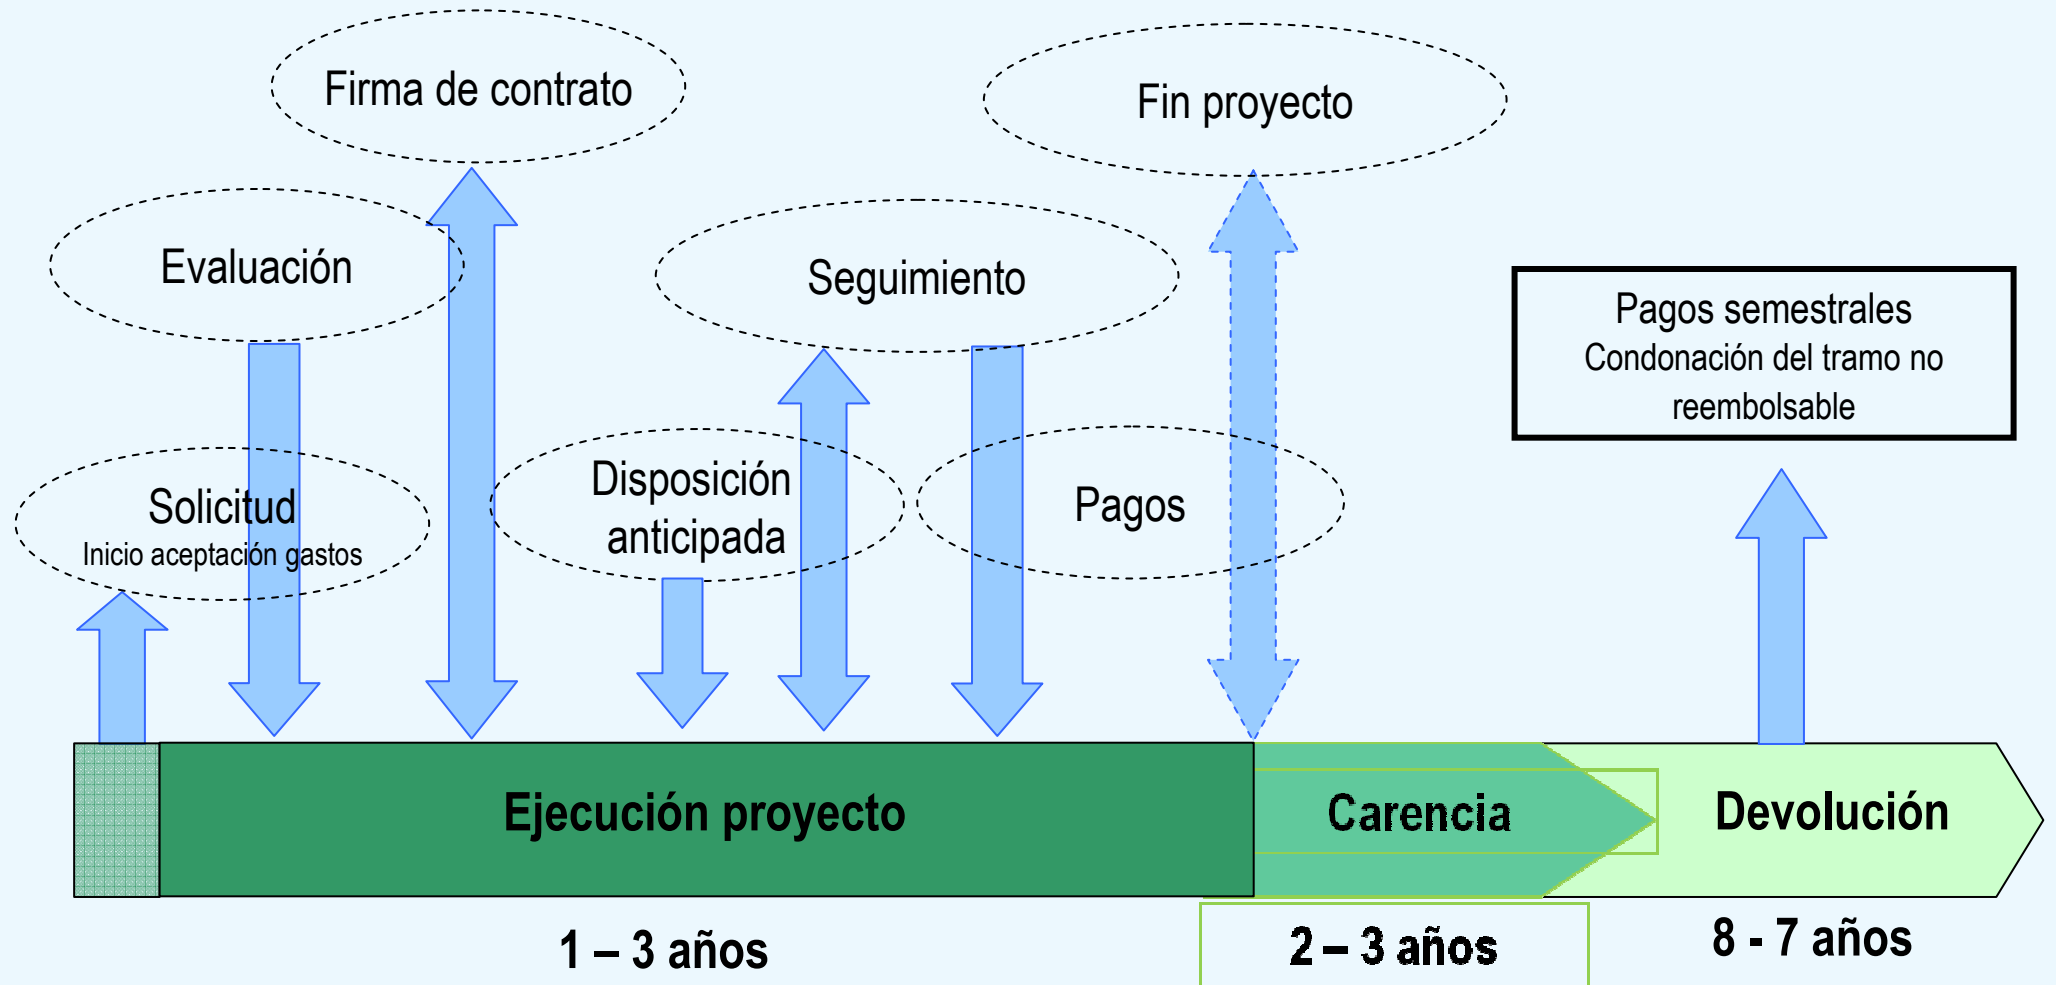 Firma de contrato
Fin proyecto
Evaluación
Seguimiento
Pagos semestrales
Condonación del tramo no
reembolsable
Solicitud
Inicio aceptación gastos
Disposición
anticipada
Pagos
Ejecución proyecto
Carencia
Devolución
1 – 3 años
2 – 3 años
8 - 7 años